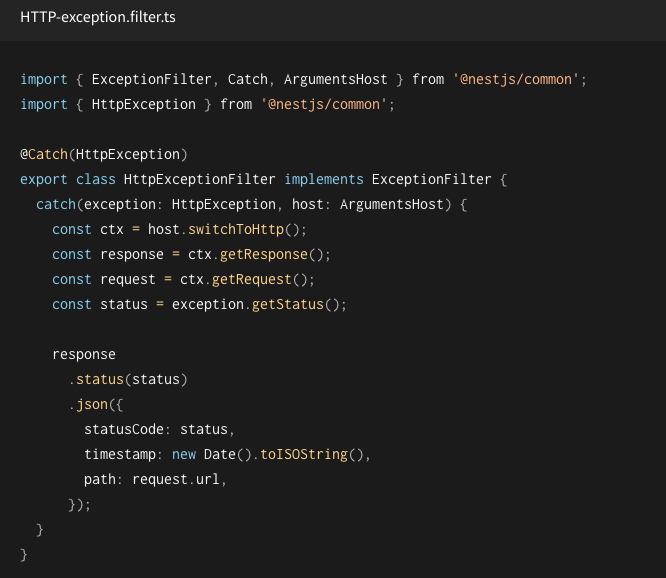 HTTP-exception.filter.ts
import { ExceptionFilter, Catch, ArgumentsHost } from '@nestjs/common';
import { HttpException } from '@nestjs/common';
@Catch(HttpException)
export class HttpExceptionFilter implements ExceptionFilter {
  catch(exception: HttpException, host: ArgumentsHost) {
    const ctx = host.switchToHttp();
    const response = ctx.getResponse();
    const request = ctx.getRequest();
    const status = exception.getStatus();
    response
      .status(status)
      .json({
        statusCode: status,
        timestamp: new Date().toISOString(),
        path: request.url,
      });
  }
}